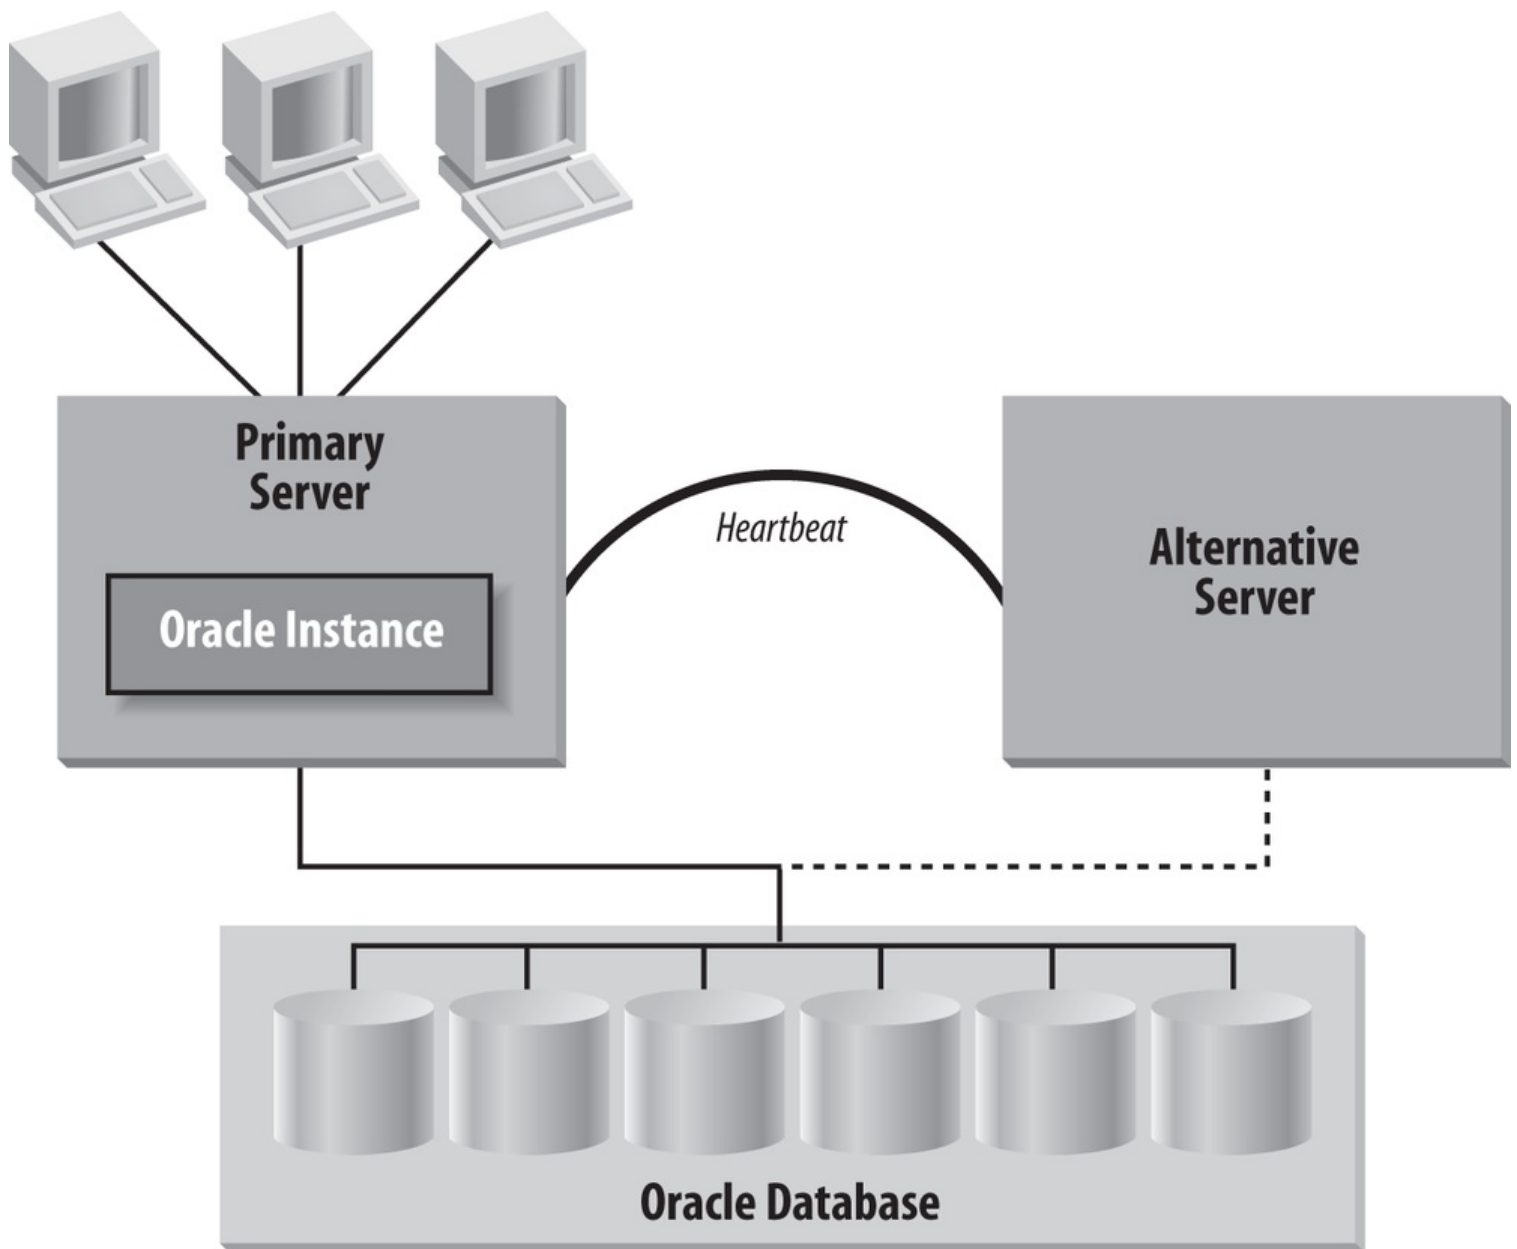 Primary
Server
Oracle Instance
Heartbeat
Alternative
Server
Oracle Database